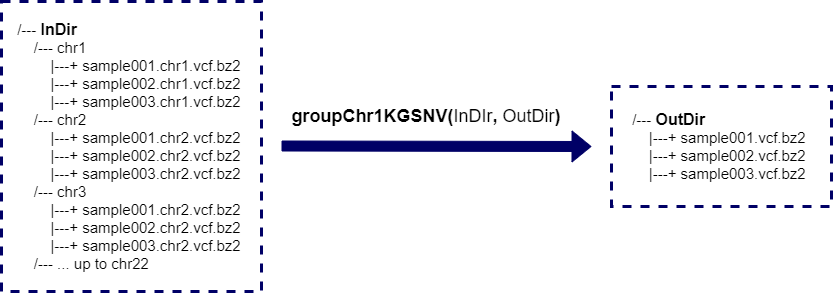 /--- InDir
/--- chr1
|---+ sample001.chr1.vcf.bz2
|---+ sample002.chr1.vcf.bz2
|---+ sample003.chr1.vcf.bz2
/--- chr2
|---+ sample001.chr2.vcf.bz2
|---+ sample002.chr2.vcf.bz2
|---+ sample003.chr2.vcf.bz2
/--- chr3
|---+ sample001.chr2.vcf.bz2
|---+ sample002.chr2.vcf.bz2
|---+ sample003.chr2.vcf.bz2
/--- ... up to chr22
groupChr1KGSNV(InDIr, OutDir)
/--- OutDir
|---+ sample001.vcf.bz2
|---+ sample002.vcf.bz2
|---+ sample003.vcf.bz2